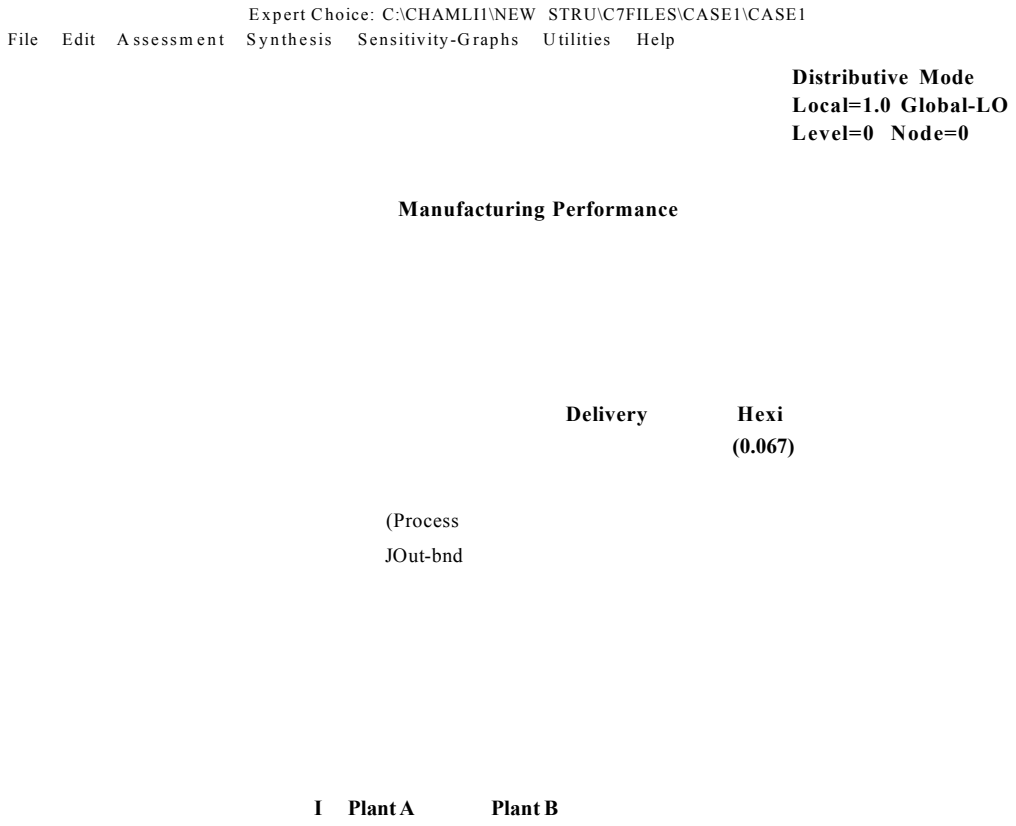 Expert Choice: C:\CHAMLI1\NEW STRU\C7FILES\CASE1\CASE1
File Edit Assessment Synthesis Sensitivity-Graphs Utilities Help
Distributive Mode
Local=1.0 Global-LO
Level=0 Node=0
Manufacturing Performance
Delivery Hexi
(0.067)
(Process
JOut-bnd
I Plant A Plant B